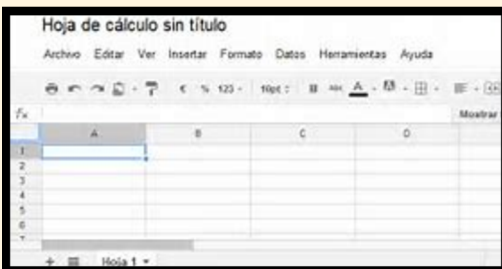 Hoja de cálculo sin título
Archivo Editar Ver Insertar Formato Datos Herramientas Ayuda
€ % 123 10pt B Abc A
fx
Mostrar
A B C D
1
2
3
4
5
6
+ Hoja 1